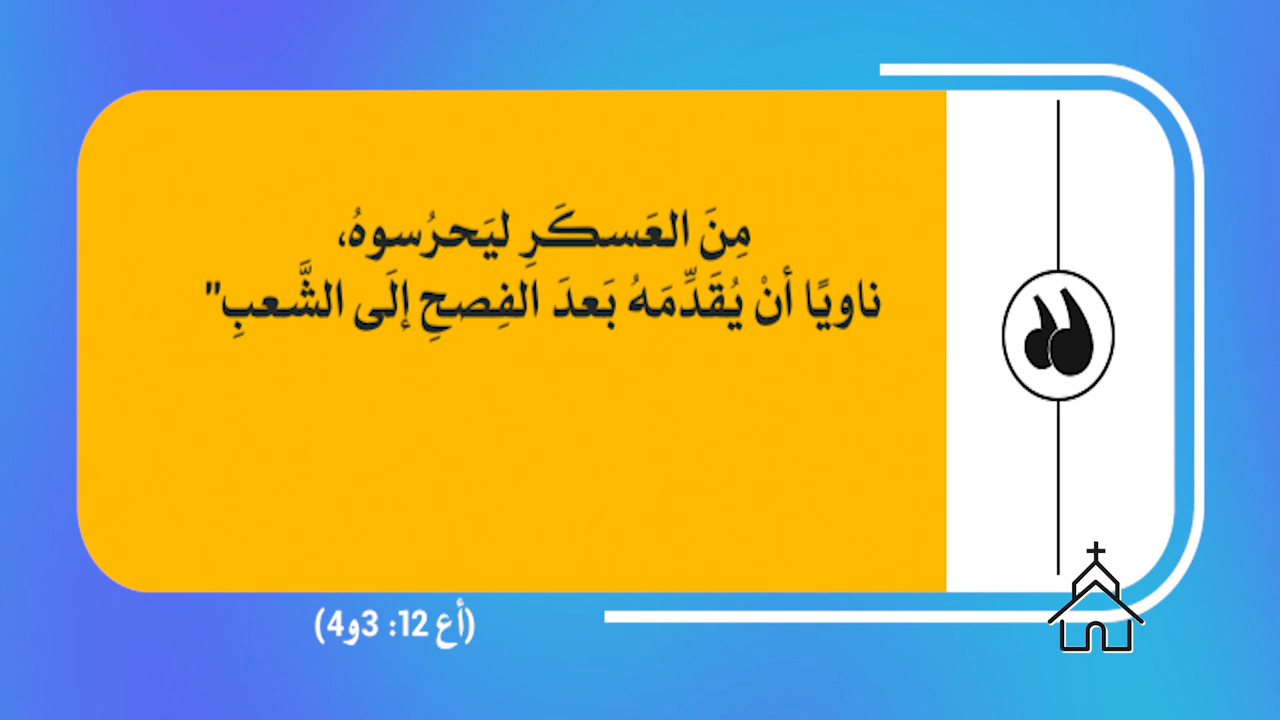 مِنَ العَسكَرِ ليَحرُسوهُ،
ناويًا أنْ يُقَدِّمَهُ بَعدَ الفِصحِ إلَى الشَّعبِ"
(أع 12: 3و4)